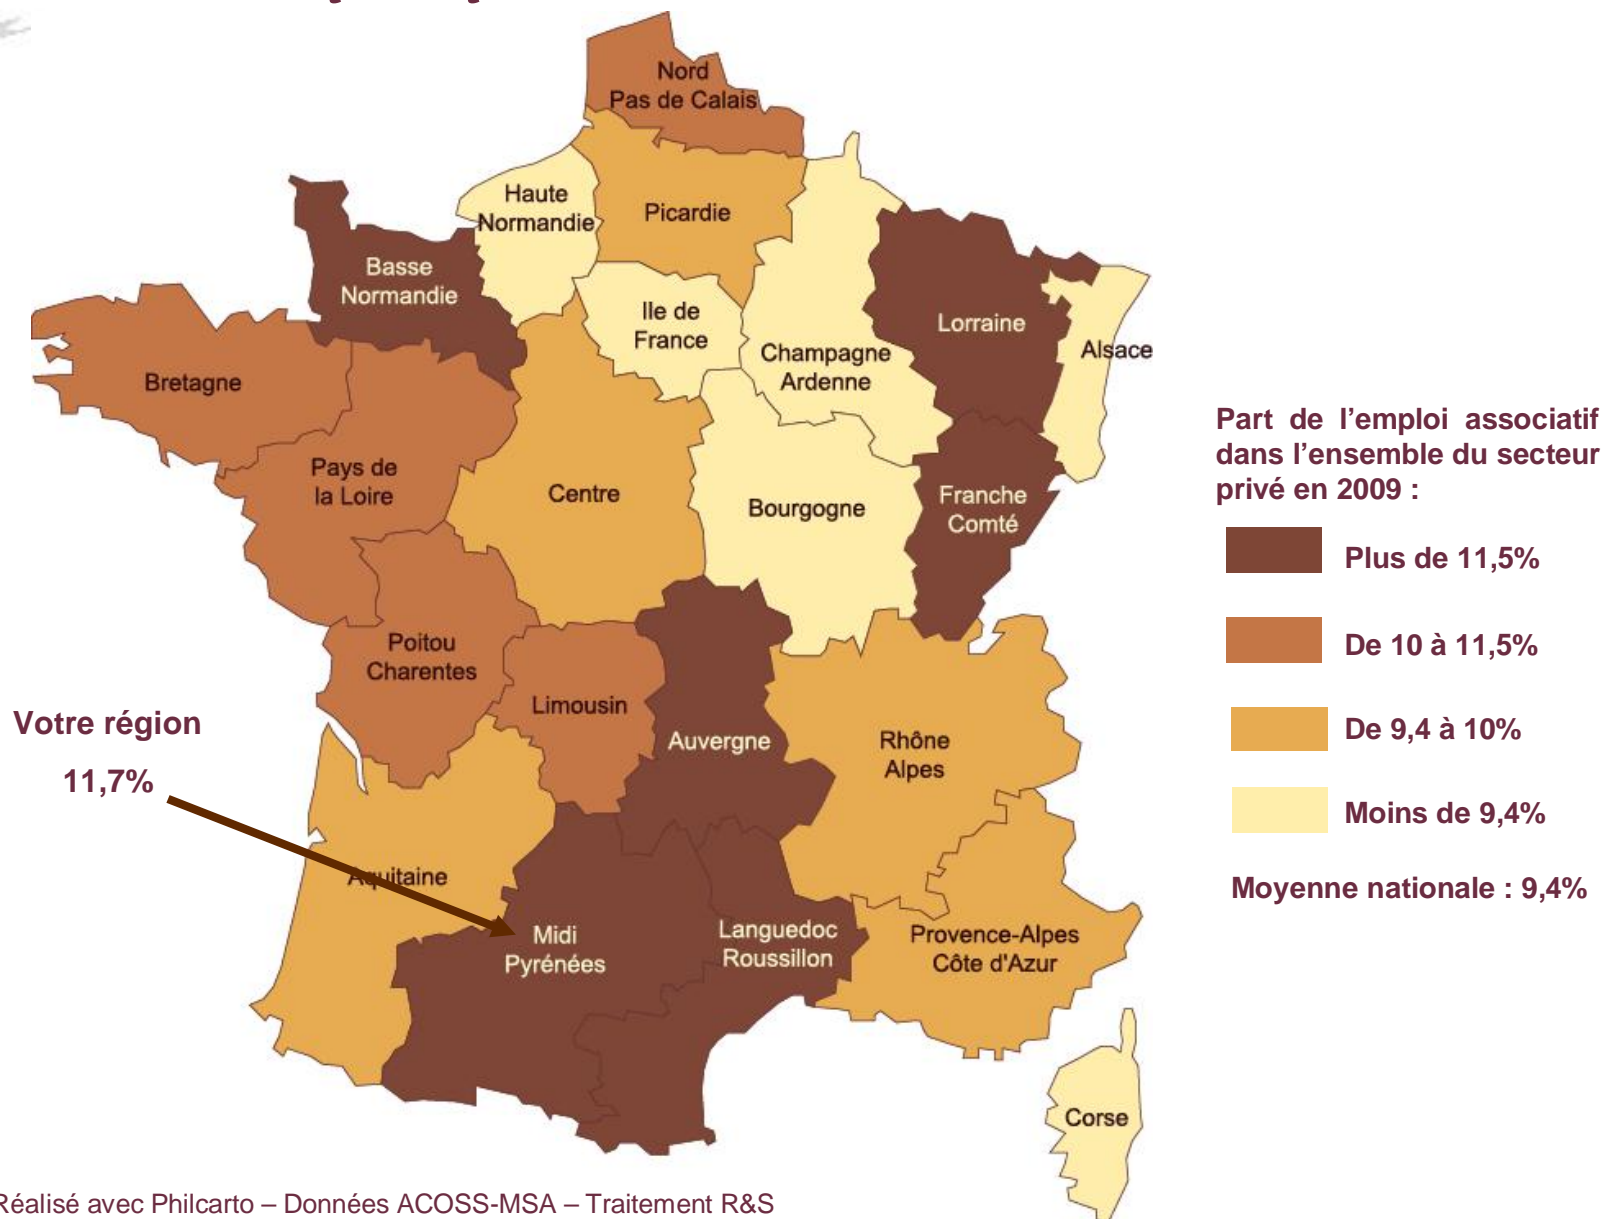 Nord
Pas de Calais
Haute
Normandie
Picardie
Basse
Normandie
Ile de
France
Champagne
Ardenne
Lorraine
Alsace
Bretagne
Pays de
la Loire
Centre
Bourgogne
Franche
Comté
Poitou
Charentes
Limousin
Auvergne
Rhône
Alpes
Aquitaine
Midi
Pyrénées
Languedoc
Roussillon
Provence-Alpes
Côte d'Azur
Corse
Votre région
11,7%
Part de l’emploi associatif
dans l’ensemble du secteur
privé en 2009 :
Plus de 11,5%
De 10 à 11,5%
De 9,4 à 10%
Moins de 9,4%
Moyenne nationale : 9,4%
Réalisé avec Philcarto – Données ACOSS-MSA – Traitement R&S